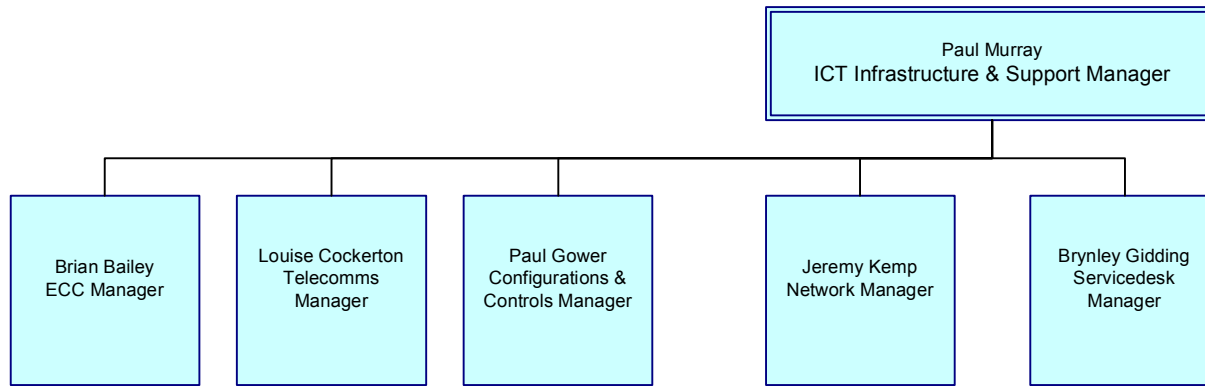 Paul Murray
ICT Infrastructure & Support Manager
Brian Bailey
ECC Manager
Louise Cockerton
Telecomms
Manager
Paul Gower
Configurations &
Controls Manager
Jeremy Kemp
Network Manager
Brynley Gidding
Servicedesk
Manager